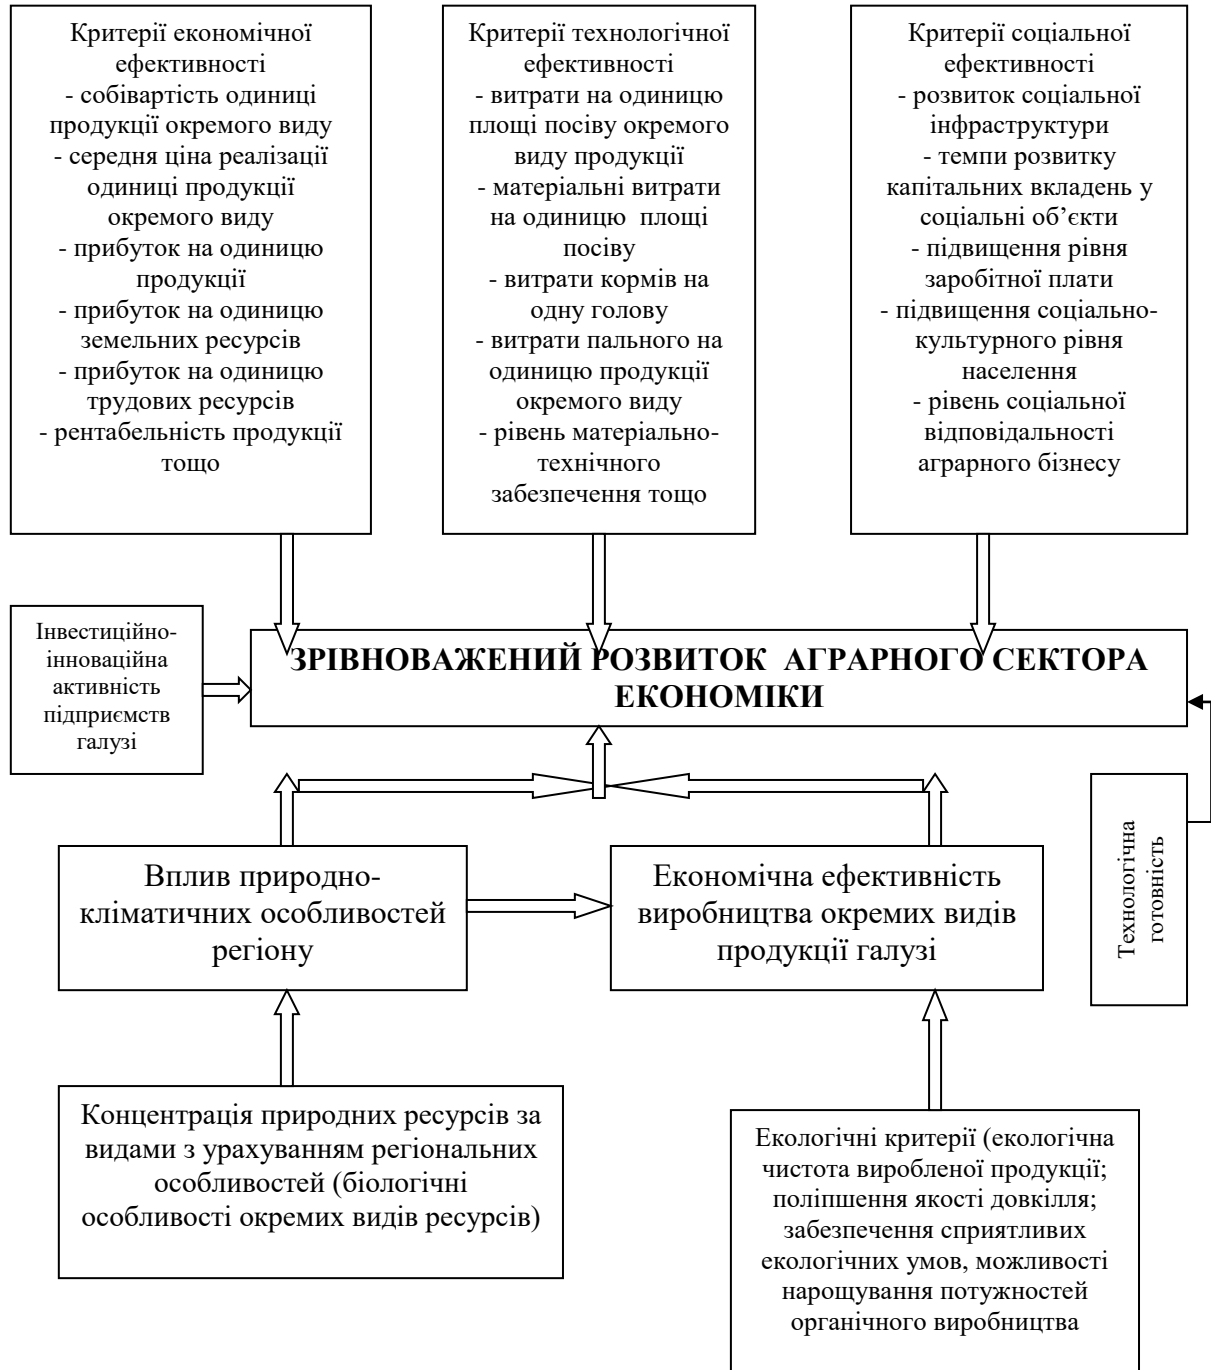 Критерії економічної
ефективності
- собівартість одиниці
продукції окремого виду
- середня ціна реалізації
одиниці продукції
окремого виду
- прибуток на одиницю
продукції
- прибуток на одиницю
земельних ресурсів
- прибуток на одиницю
трудових ресурсів
- рентабельність продукції
тощо
Критерії технологічної
ефективності
- витрати на одиницю
площі посіву окремого
виду продукції
- матеріальні витрати
на одиницю площі
посіву
- витрати кормів на
одну голову
- витрати пального на
одиницю продукції
окремого виду
- рівень матеріально-
технічного
забезпечення тощо
Критерії соціальної
ефективності
- розвиток соціальної
інфраструктури
- темпи розвитку
капітальних вкладень у
соціальні об’єкти
- підвищення рівня
заробітної плати
- підвищення соціально-
культурного рівня
населення
- рівень соціальної
відповідальності
аграрного бізнесу
Інвестиційно-
інноваційна
активність
підприємств
галузі
ЗРІВНОВАЖЕНИЙ РОЗВИТОК АГРАРНОГО СЕКТОРА
ЕКОНОМІКИ
Вплив природно-
кліматичних особливостей
регіону
Економічна ефективність
виробництва окремих видів
продукції галузі
Технологічна
готовність
Концентрація природних ресурсів за
видами з урахуванням регіональних
особливостей (біологічні
особливості окремих видів ресурсів)
Екологічні критерії (екологічна
чистота виробленої продукції;
поліпшення якості довкілля;
забезпечення сприятливих
екологічних умов, можливості
нарощування потужностей
органічного виробництва